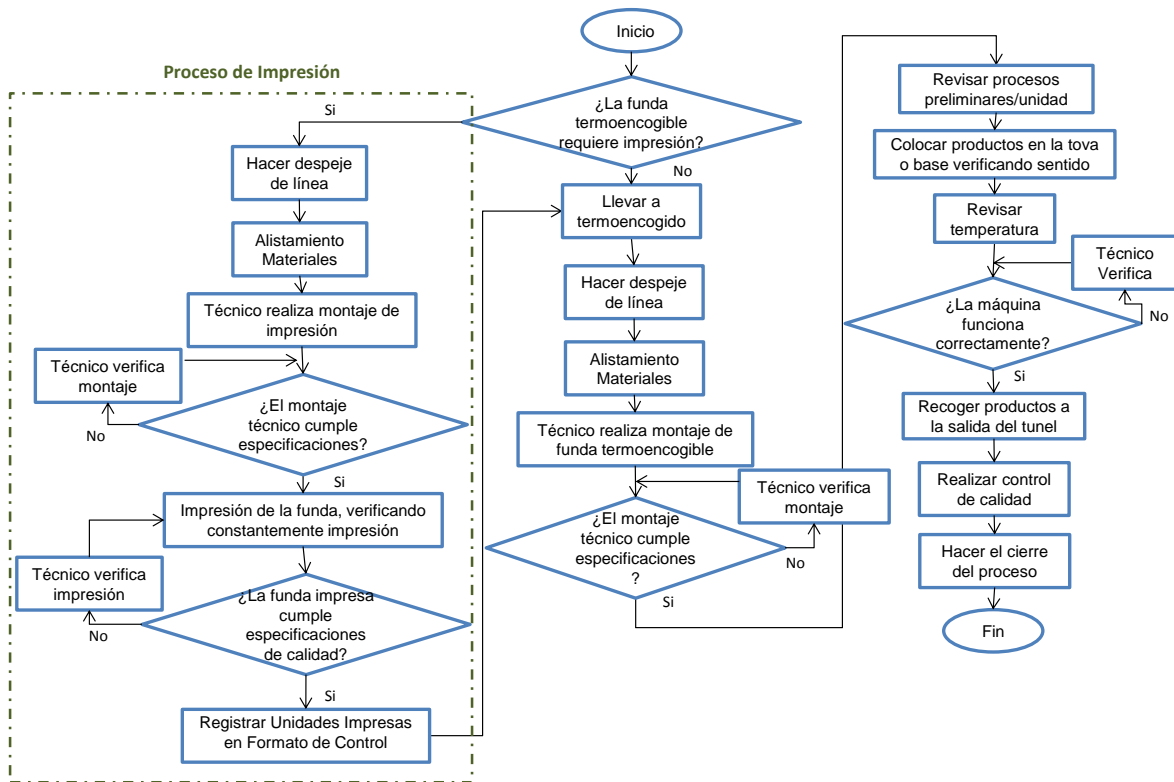 Inicio
¿La funda
termoencogible
requiere impresión?
Si
No
Proceso de Impresión
Hacer despeje
de línea
Alistamiento
Materiales
Técnico realiza montaje de
impresión
Técnico verifica
montaje
¿El montaje
técnico cumple
especificaciones?
No
Si
Impresión de la funda, verificando
constantemente impresión
Técnico verifica
impresión
¿La funda impresa
cumple
especificaciones
de calidad?
No
Si
Registrar Unidades Impresas
en Formato de Control
Llevar a
termoencogido
Hacer despeje
de línea
Alistamiento
Materiales
Técnico realiza montaje de
funda termoencogible
Técnico verifica
montaje
¿El montaje
técnico cumple
especificaciones
?
No
Si
Revisar procesos
preliminares/unidad
Colocar productos en la tova
o base verificando sentido
Revisar
temperatura
Técnico
Verifica
¿La máquina
funciona
correctamente?
No
Si
Recoger productos a
la salida del tunel
Realizar control
de calidad
Hacer el cierre
del proceso
Fin